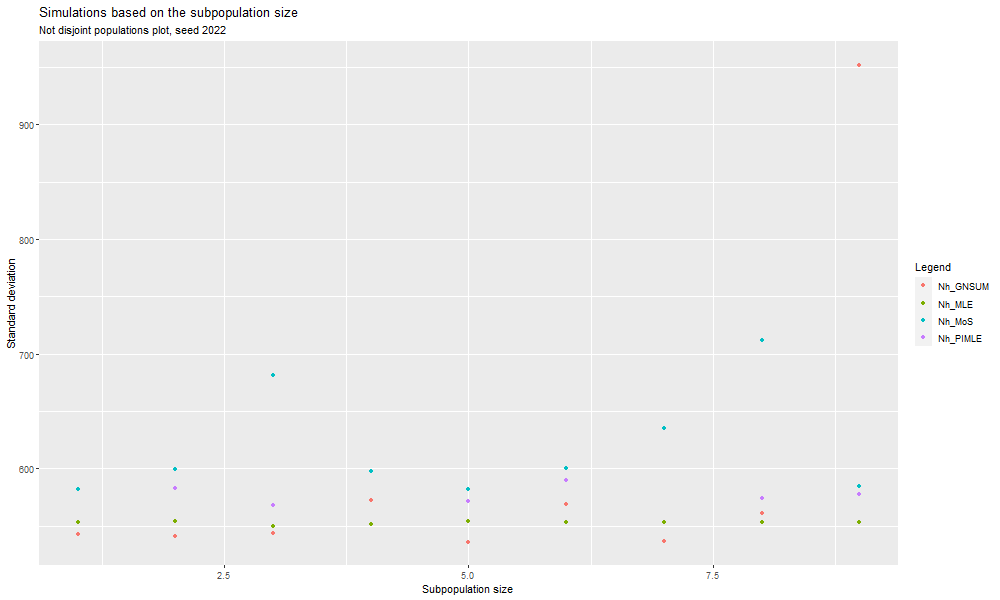 Simulations based on the subpopulation size
Not disjoint populations plot, seed 2022
900
800
700
600
Standard deviation
2.5
5.0
7.5
Subpopulation size
Legend
Nh_GNSUM
Nh_MLE
Nh_MoS
Nh_PIMLE